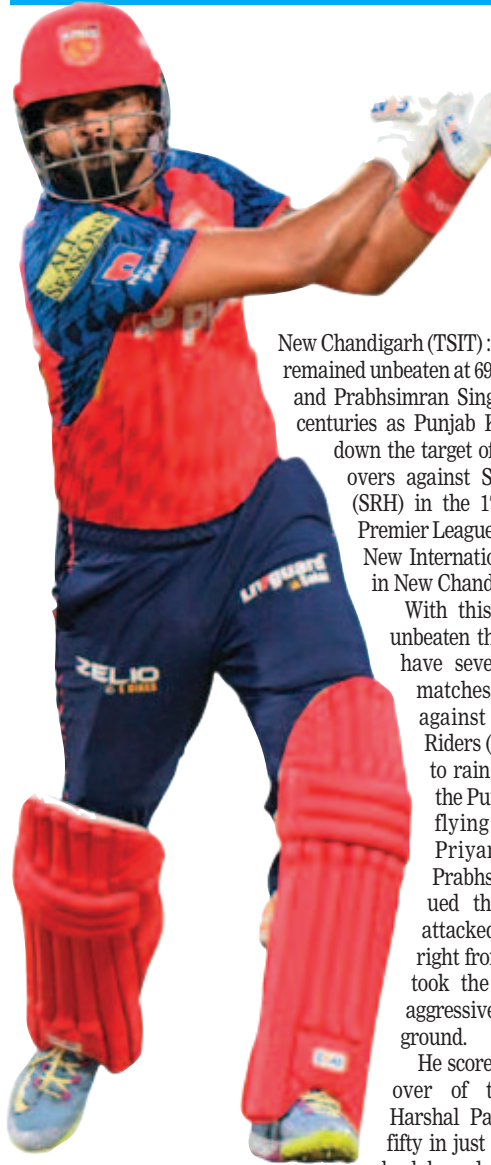 ALL
SEASONS
ZELIO
E BIKES
Livguard
New Chandigarh (TSIT) :
remained unbeaten at 69
and Prabhsimran Sing
centuries as Punjab K
down the target of
overs against S
(SRH) in the 1
Premier League
New Internatio
in New Chand
With this
unbeaten th
have seve
matches
against
Riders (
to rain
the Pu
flying
Priyar
Prabhs
ued th
attacked
right fro
took the
aggressive
ground.
He score
over of t
Harshal Pa
fifty in just